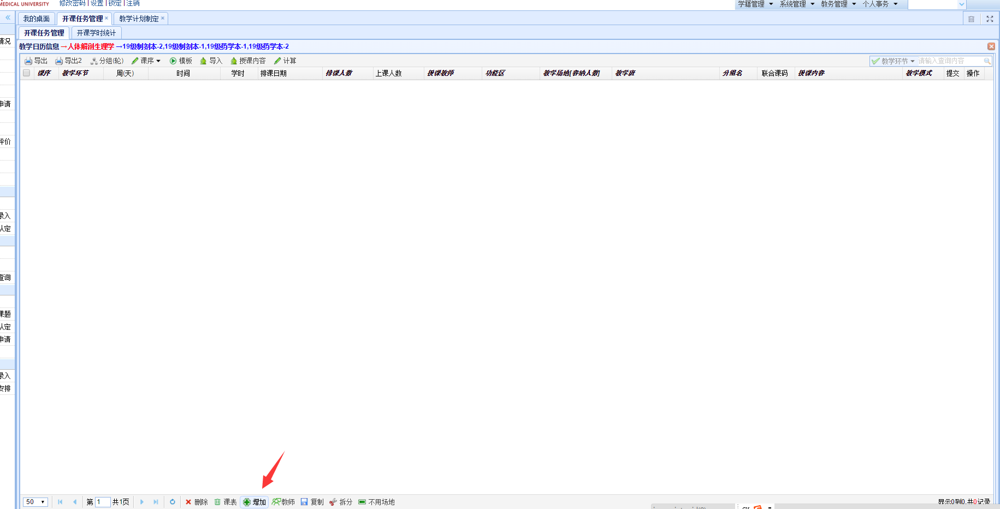 MEDICAL UNIVERSITY 修改密码 | 设置 | 锁定 | 注销 学籍管理 系统管理 教务管理 个人事务
我的桌面 开课任务管理 教学计划制定
开课任务管理 开课学时统计
教学日历信息→人体解剖生理学→19级制剂本-2,19级制剂本-1,19级药学本-1,19级药学本-2
导出 导出2 分组(轮) 课序 模板 导入 授课内容 计算 教学环节 请输入查询内容
课序 教学环节 周(天) 时间 学时 排课日期 排课人数 上课人数 授课教师 功能区 教学场地[容纳人数] 教学班 分组名 联合课码 授课内容 教学模式 提交 操作
情况
申请
评价
录入
认定
查询
课题
认定
申请
录入
安排
50 第 1 共1页 删除 课表 增加 教师 复制 拆分 不用场地 显示0到0,共0记录